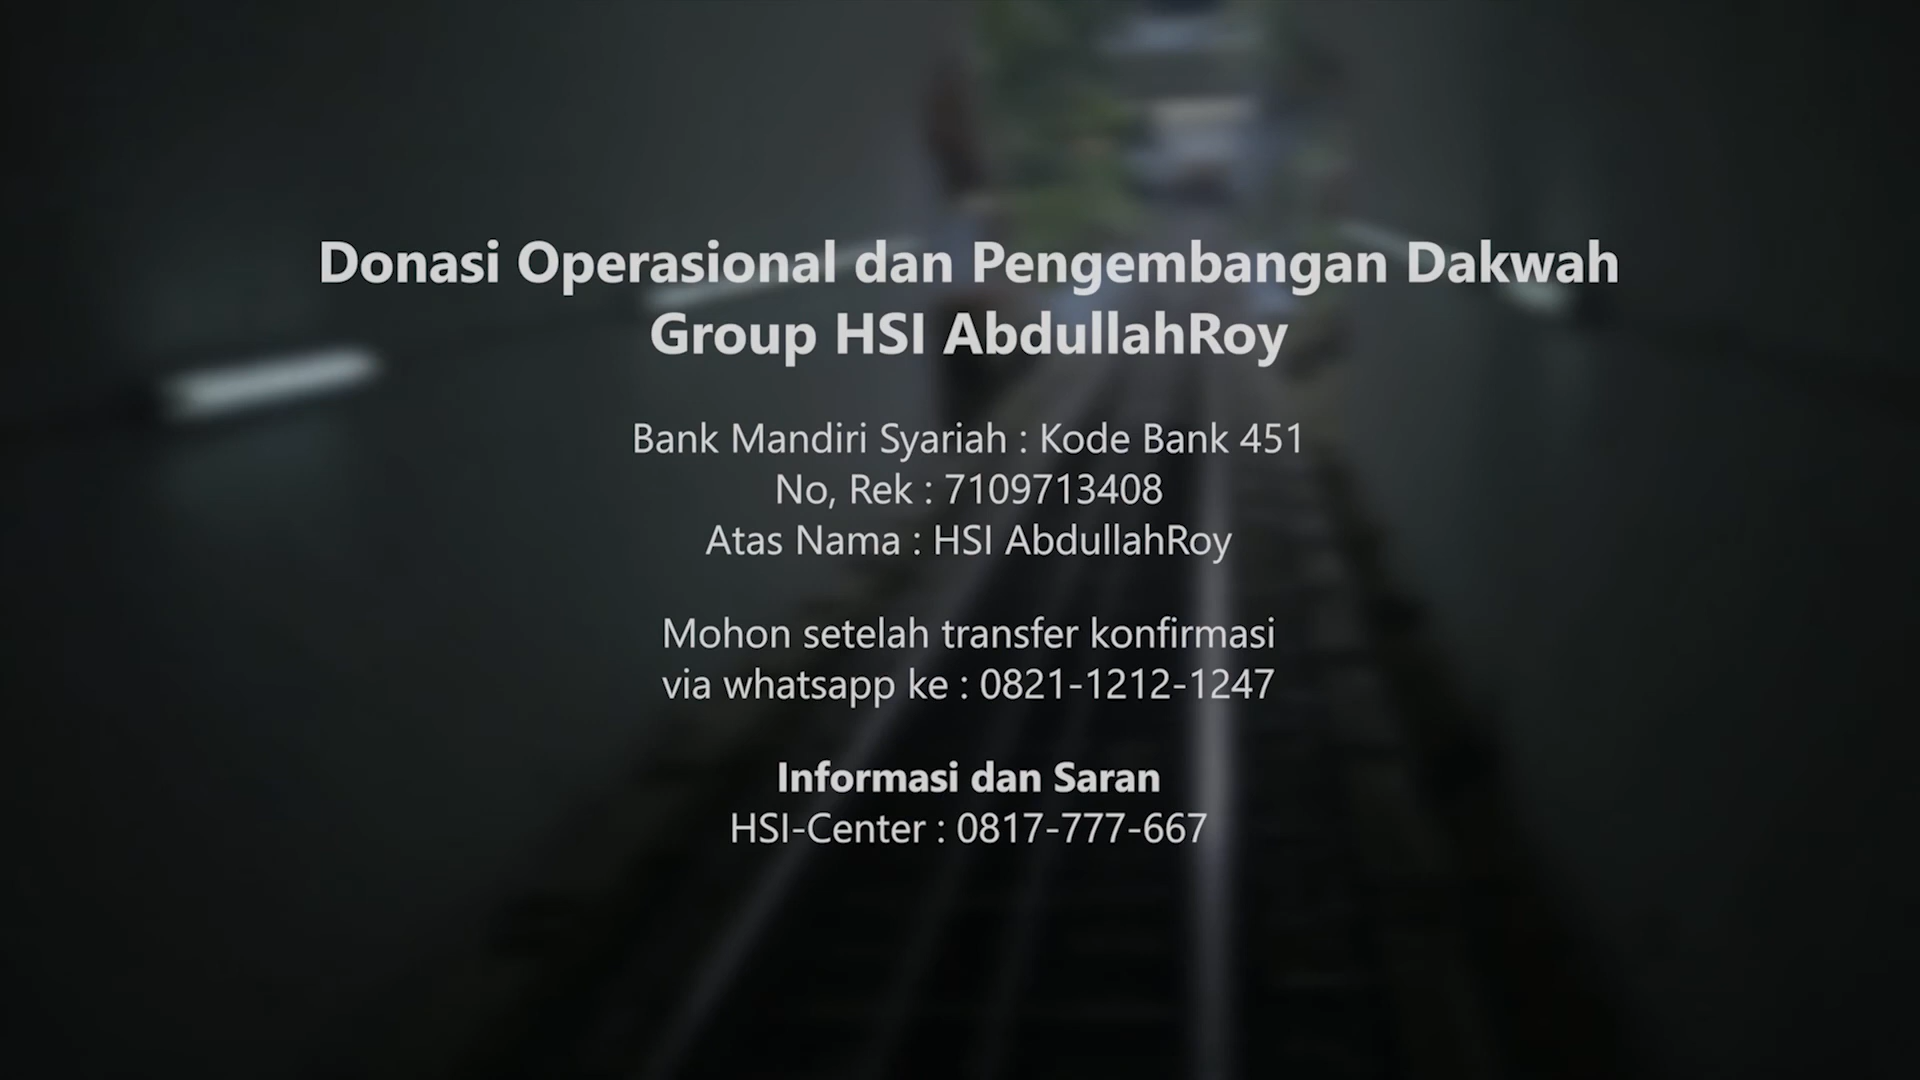 Donasi Operasional dan Pengembangan Dakwah
Group HSI AbdullahRoy
Bank Mandiri Syariah : Kode Bank 451
No, Rek : 7109713408
Atas Nama : HSI AbdullahRoy
Mohon setelah transfer konfirmasi
via whatsapp ke : 0821-1212-1247
Informasi dan Saran
HSI-Center : 0817-777-667